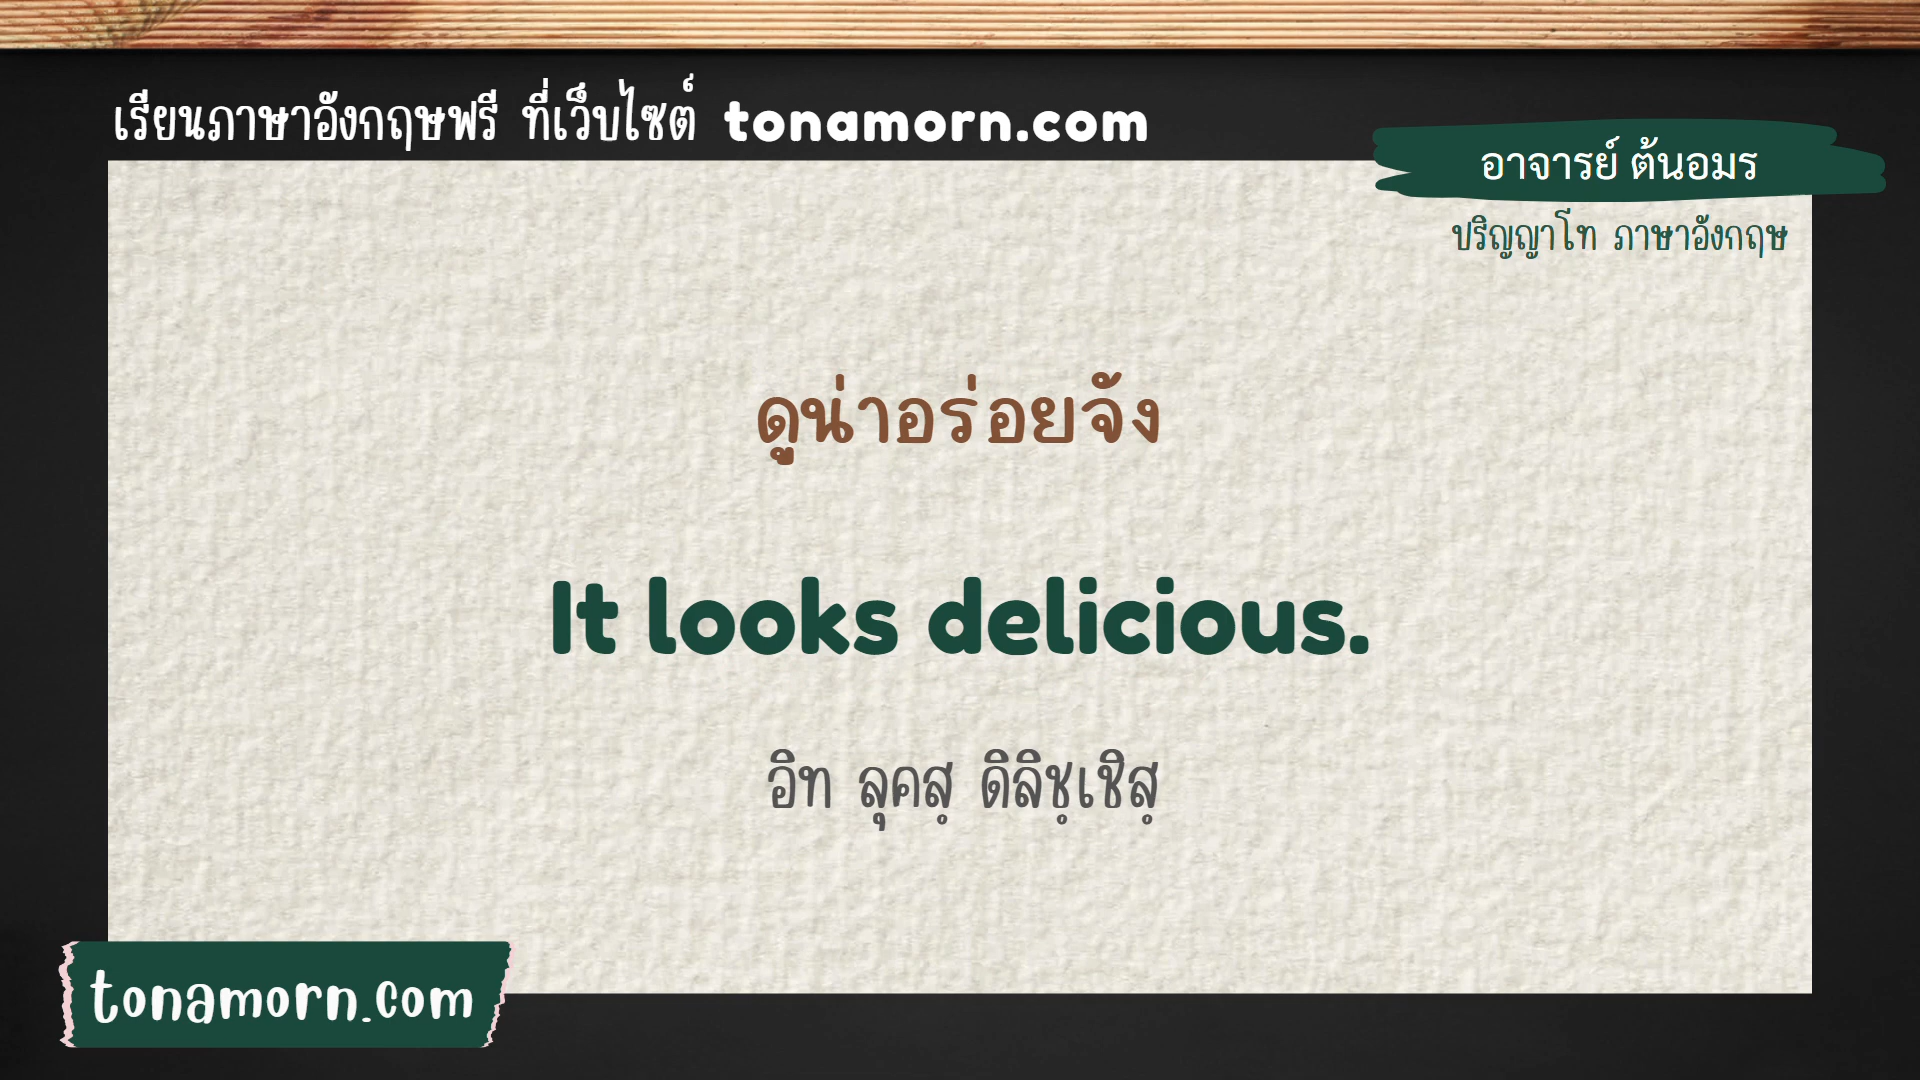 เรียนภาษาอังกฤษฟรี ที่เว็บไซต์ tonamorn.com
อาจารย์ ต้นอมร
ปริญญาโท ภาษาอังกฤษ
ดูน่าอร่อยจัง
It looks delicious.
อิท ลุคสฺ ดิลิชฺเชิสฺ
tonamorn.com